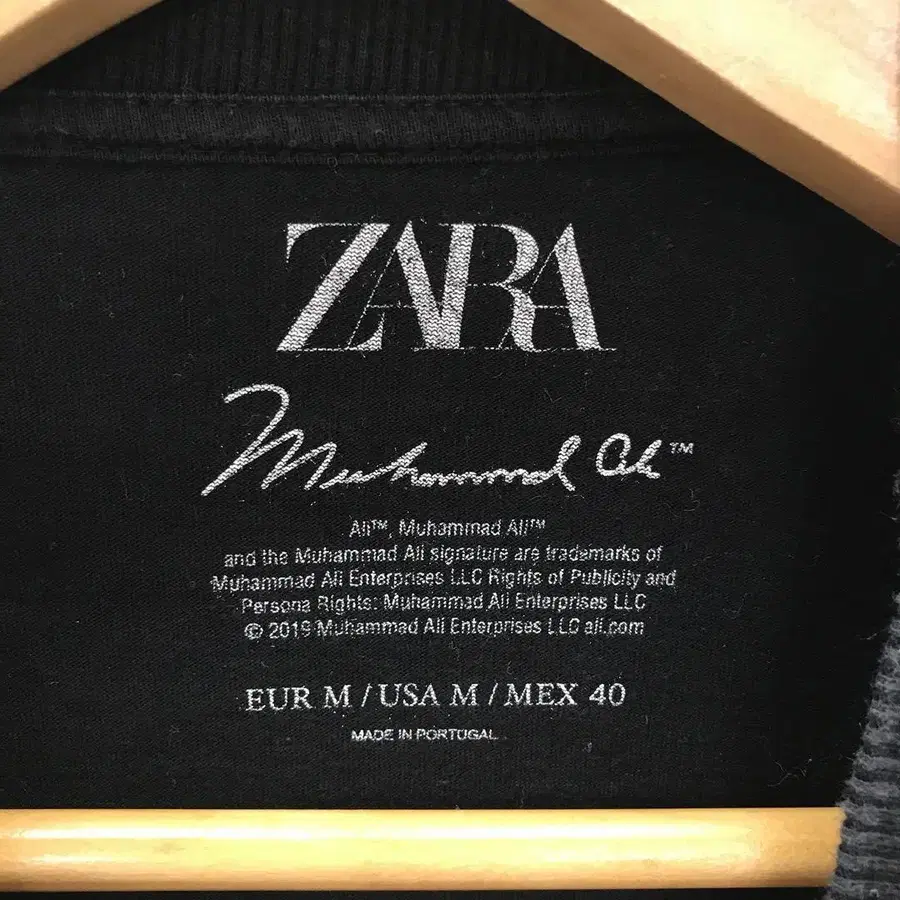 ZARA
Muhammad Ali™
Ali™, Muhammad Ali™
and the Muhammad Ali signature are trademarks of
Muhammad Ali Enterprises LLC Rights of Publicity and
Persona Rights: Muhammad Ali Enterprises LLC
© 2019 Muhammad Ali Enterprises LLC ali.com
EUR M / USA M / MEX 40
MADE IN PORTUGAL